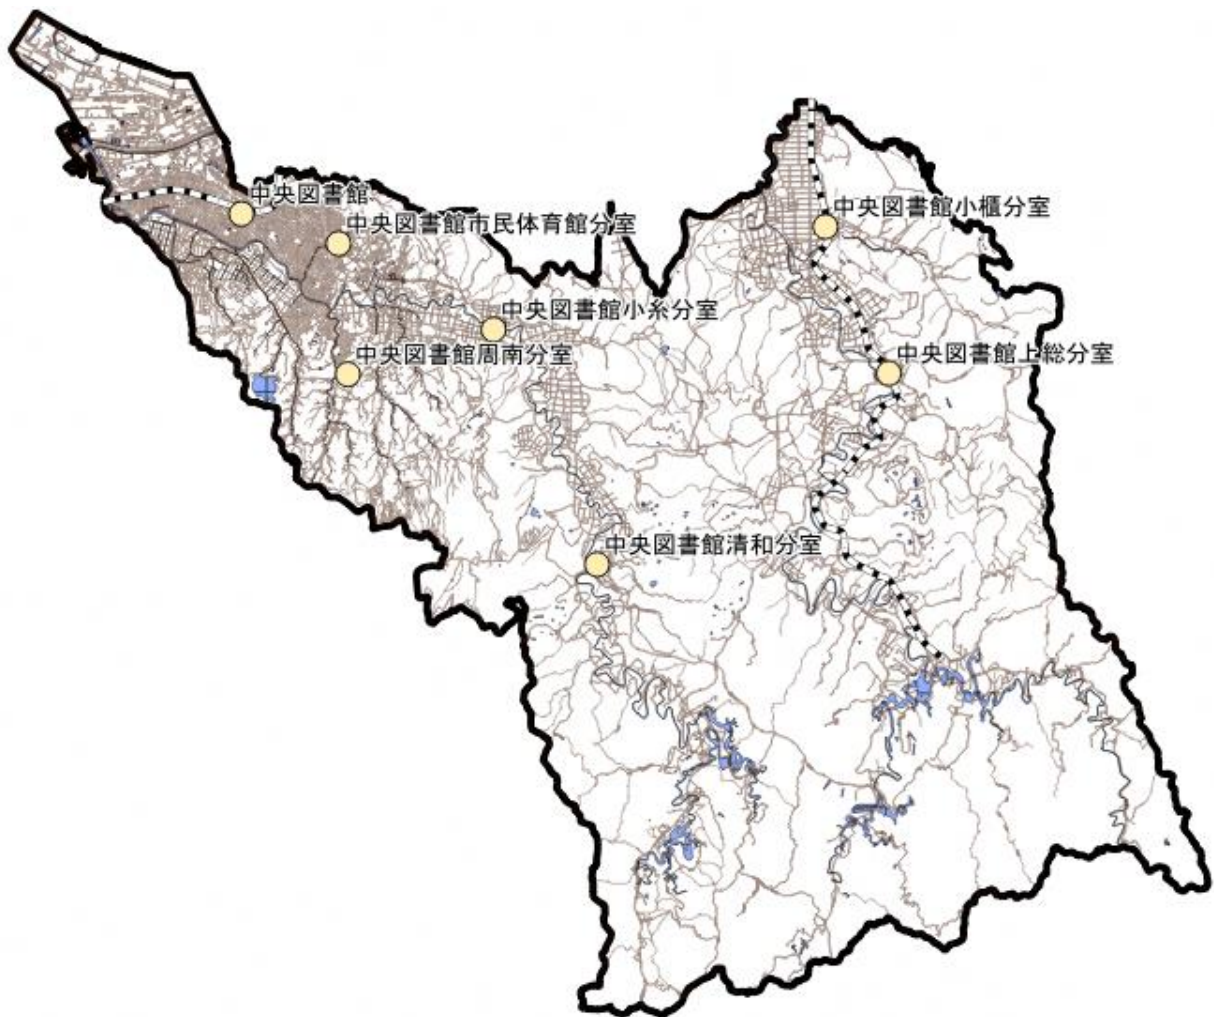 中央図書館
中央図書館市民体育館分室
中央図書館小櫃分室
中央図書館小糸分室
中央図書館周南分室
中央図書館上総分室
中央図書館清和分室